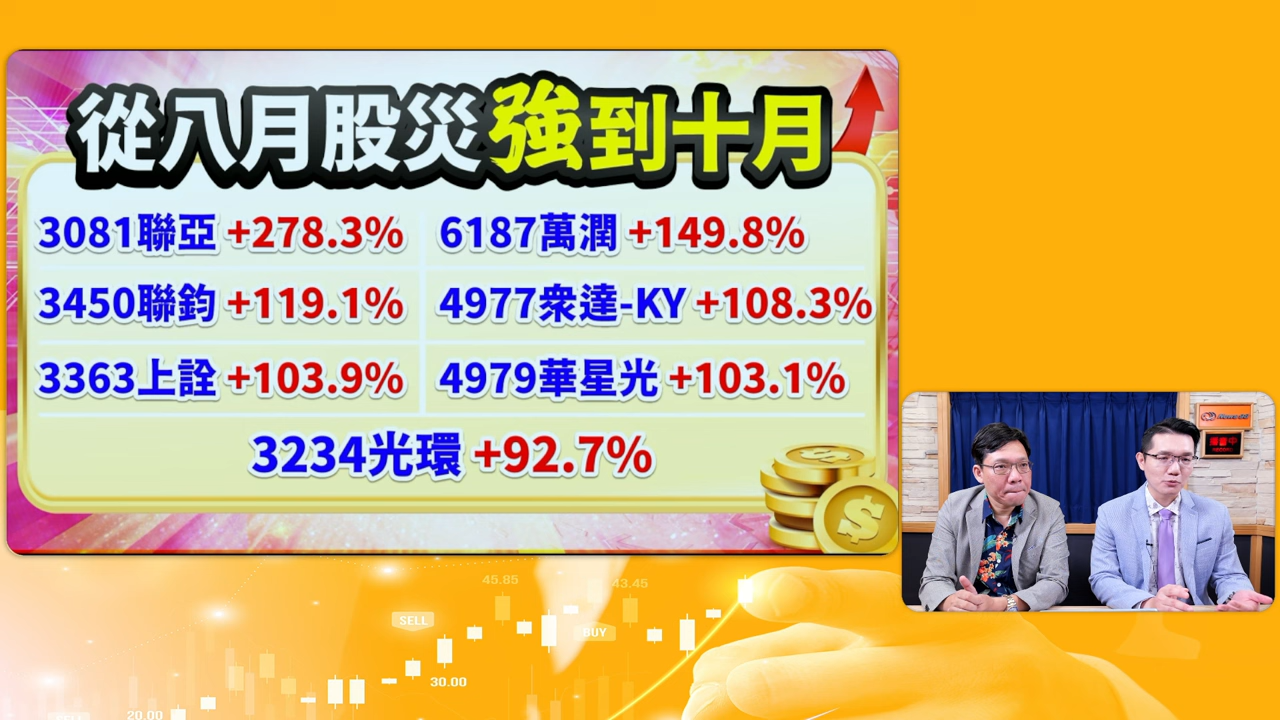 從八月股災強到十月
3081聯亞 +278.3%
6187萬潤 +149.8%
3450聯鈞 +119.1%
4977眾達-KY +108.3%
3363上詮 +103.9%
4979華星光 +103.1%
3234光環 +92.7%
45.85
43.45
SELL
BUY
30.00
20.00
SELL